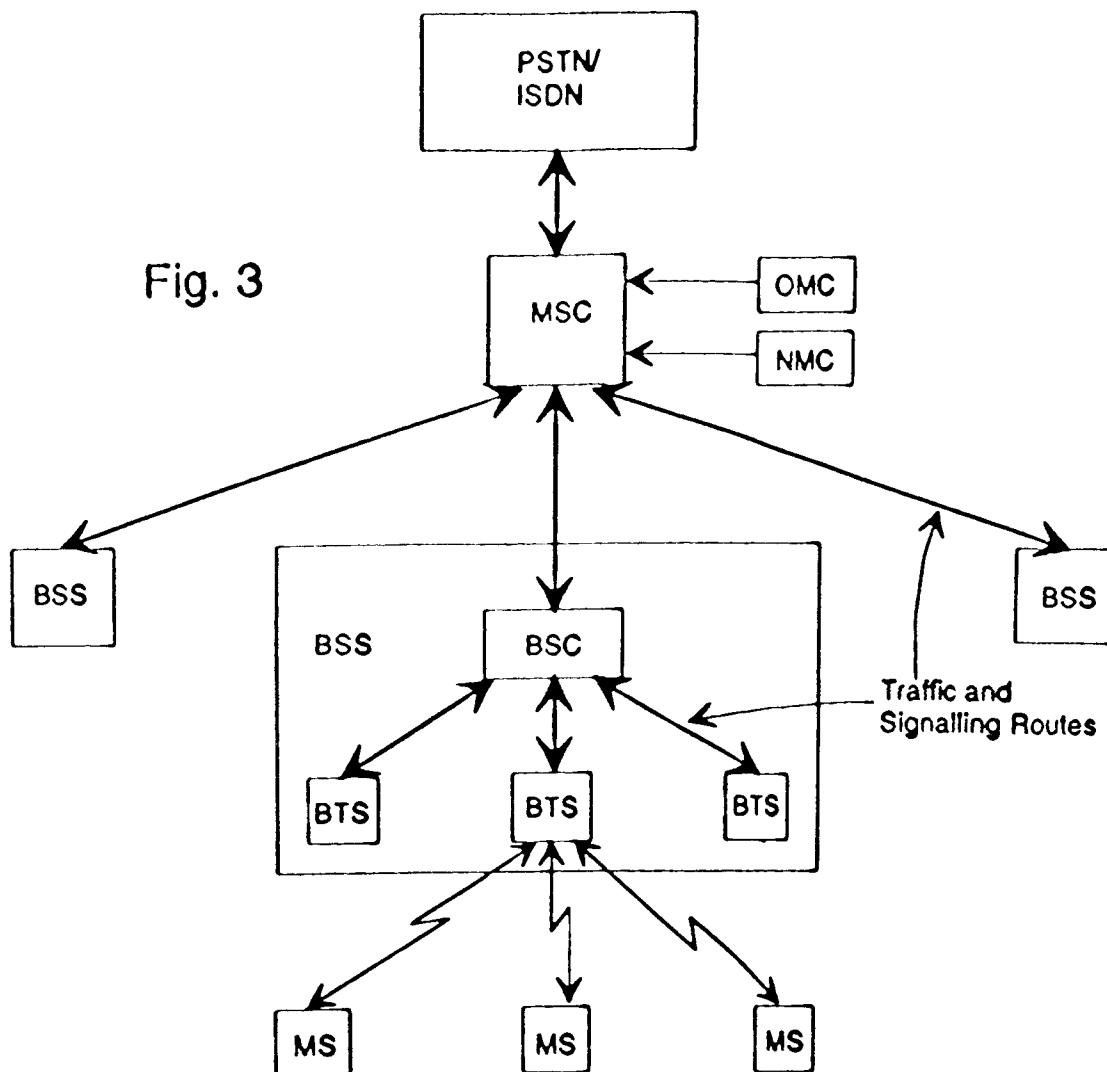 PSTN/
ISDN
Fig. 3
MSC
OMC
NMC
BSS
BSS
BSC
BSS
Traffic and
Signalling Routes
BTS
BTS
BTS
MS
MS
MS